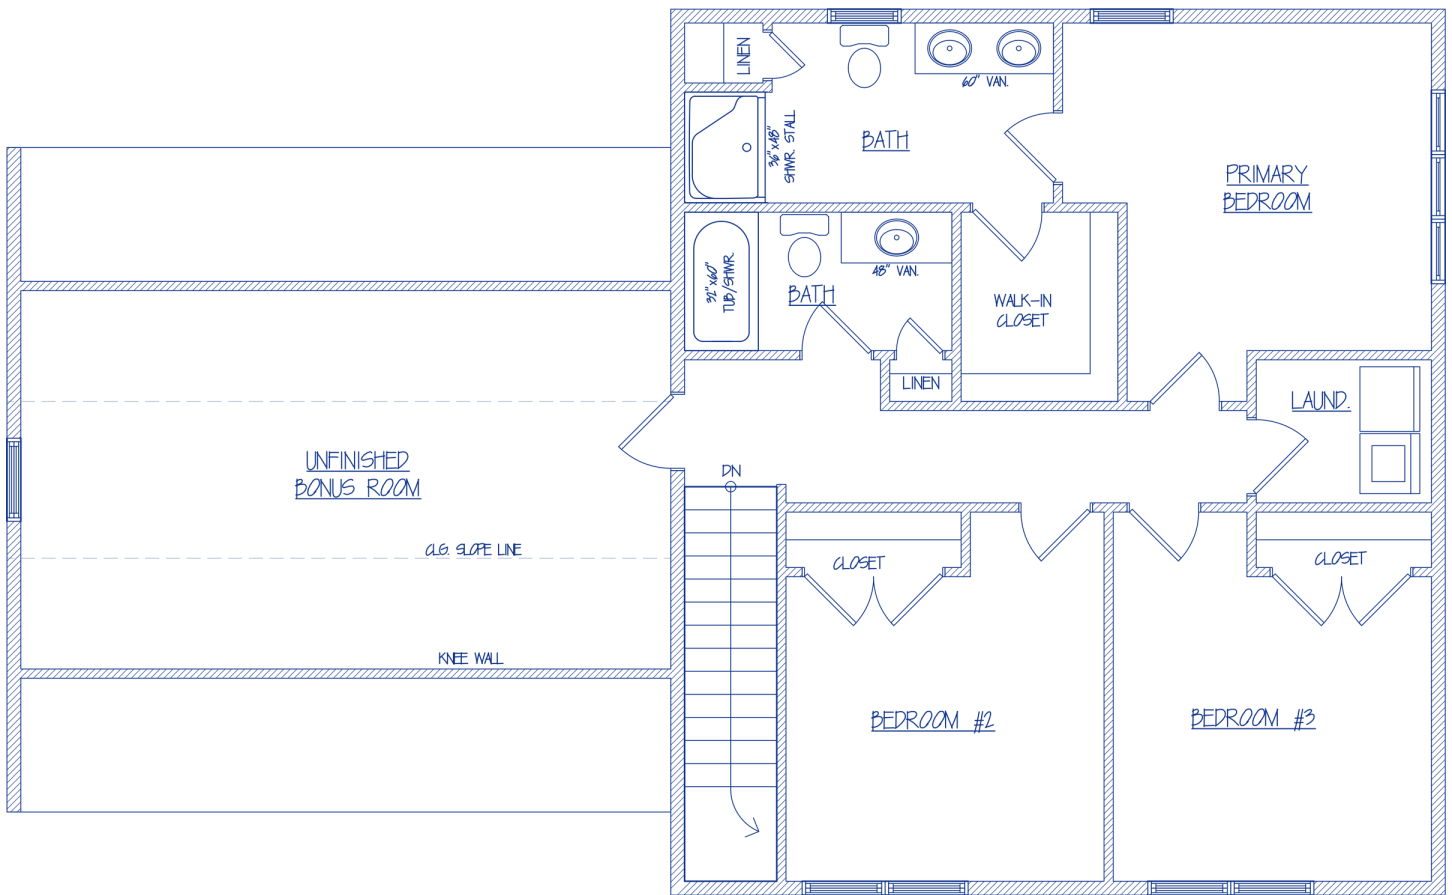 LINEN
60" VAN.
36"x48"
SHWR. STALL
BATH
PRIMARY
BEDROOM
32"x60"
TUB/SHWR.
48" VAN.
BATH
WALK-IN
CLOSET
LINEN
LAUND.
UNFINISHED
BONUS ROOM
DN
CLG. SLOPE LINE
CLOSET
CLOSET
KNEE WALL
BEDROOM #2
BEDROOM #3